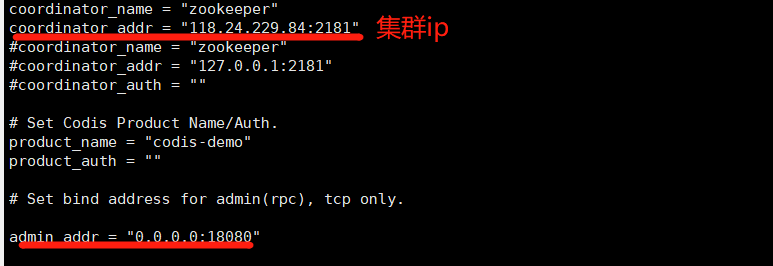 coordinator_name = "zookeeper"
coordinator_addr = "118.24.229.84:2181" 集群ip
#coordinator_name = "zookeeper"
#coordinator_addr = "127.0.0.1:2181"
#coordinator_auth = ""
# Set Codis Product Name/Auth.
product_name = "codis-demo"
product_auth = ""
# Set bind address for admin(rpc), tcp only.
admin_addr = "0.0.0.0:18080"